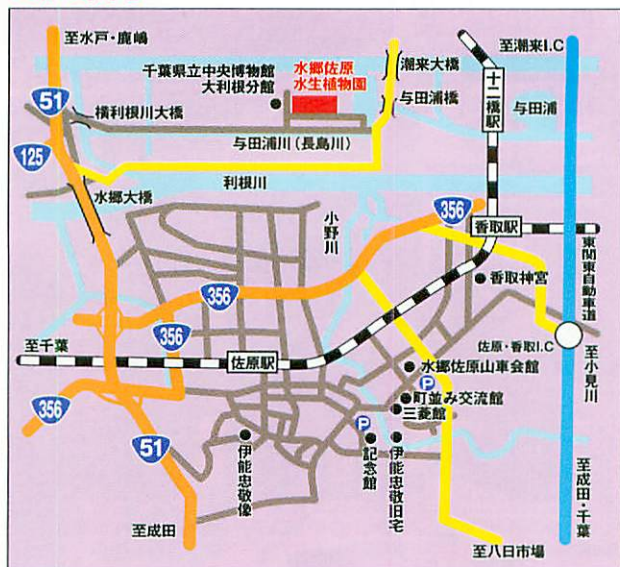 至水戸・鹿嶋
51
125
横利根川大橋
水郷大橋
千葉県立中央博物館
大利根分館
水郷佐原
水生植物園
与田浦川(長島川)
利根川
潮来大橋
与田浦橋
十二橋駅
与田浦
至潮来I.C
小野川
356
香取駅
東関東自動車道
香取神宮
佐原・香取I.C
至小見川
356
356
至千葉
佐原駅
水郷佐原山車会館
P
町並み交流館
三菱館
356
51
伊能忠敬像
P
記念館
伊能忠敬旧宅
至成田
至八日市場
至成田・千葉